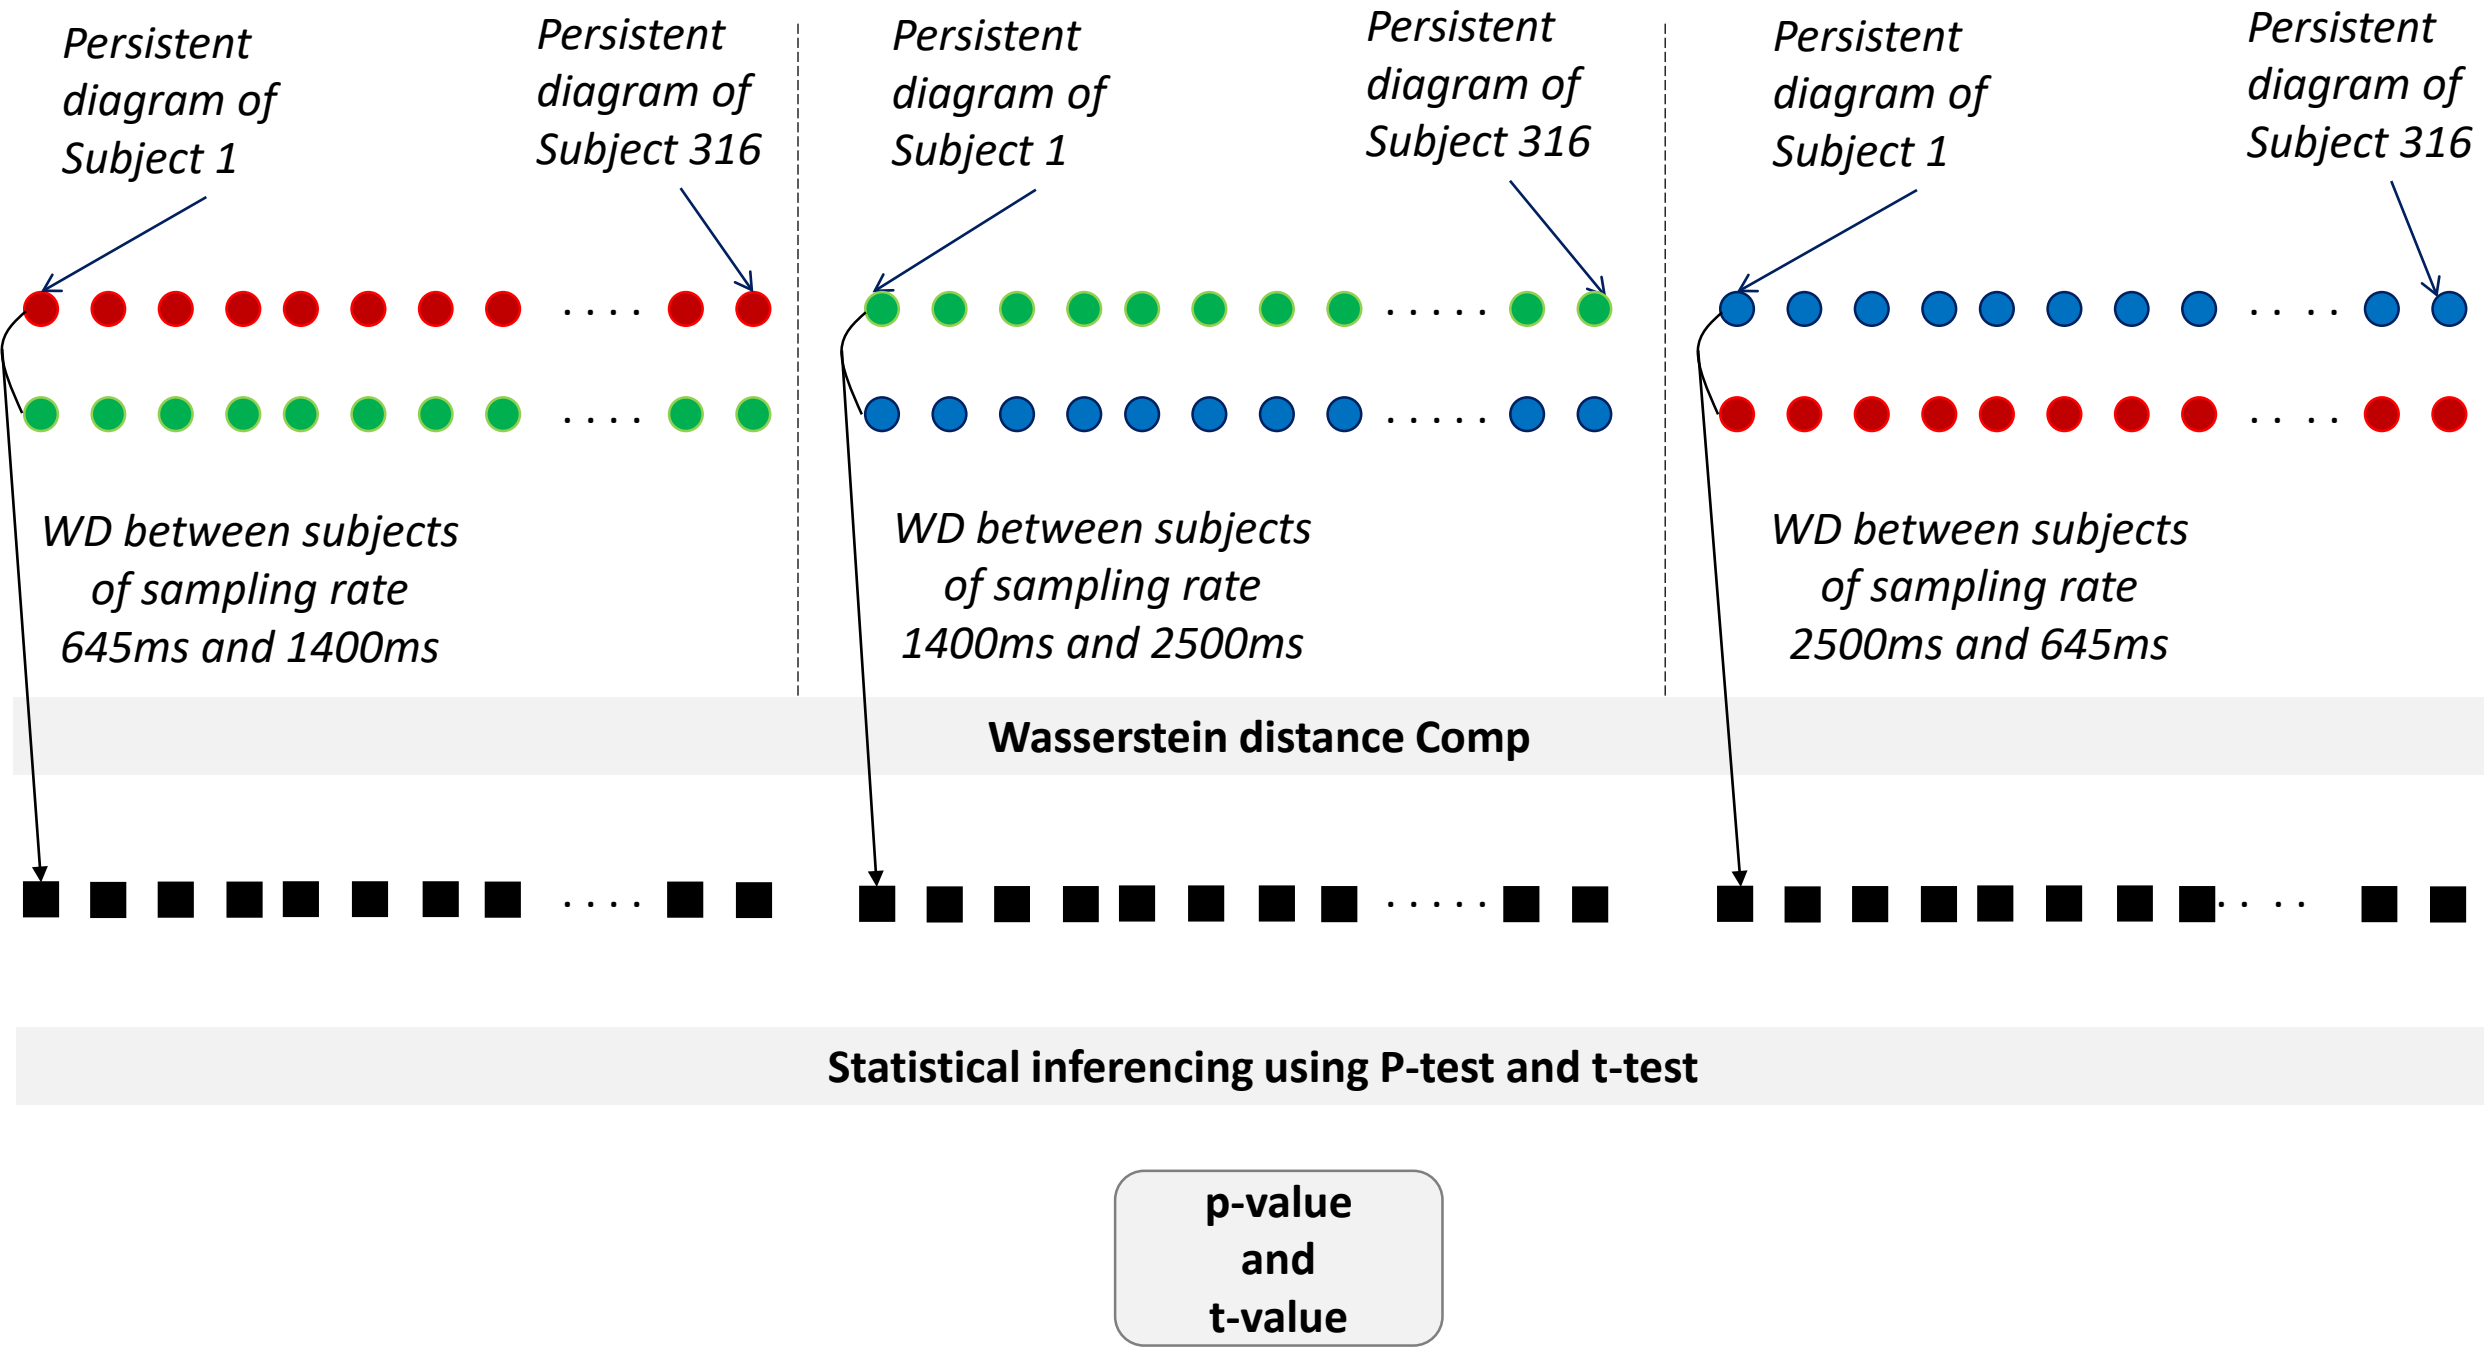 Persistent
diagram of
Subject 1
Persistent
diagram of
Subject 316
Persistent
diagram of
Subject 1
Persistent
diagram of
Subject 316
Persistent
diagram of
Subject 1
Persistent
diagram of
Subject 316
. . . .
. . . . .
. . . .
. . . .
. . . . .
. . . .
WD between subjects
of sampling rate
645ms and 1400ms
WD between subjects
of sampling rate
1400ms and 2500ms
WD between subjects
of sampling rate
2500ms and 645ms
Wasserstein distance Comp
. . . .
. . . . .
. . . .
Statistical inferencing using P-test and t-test
p-value
and
t-value